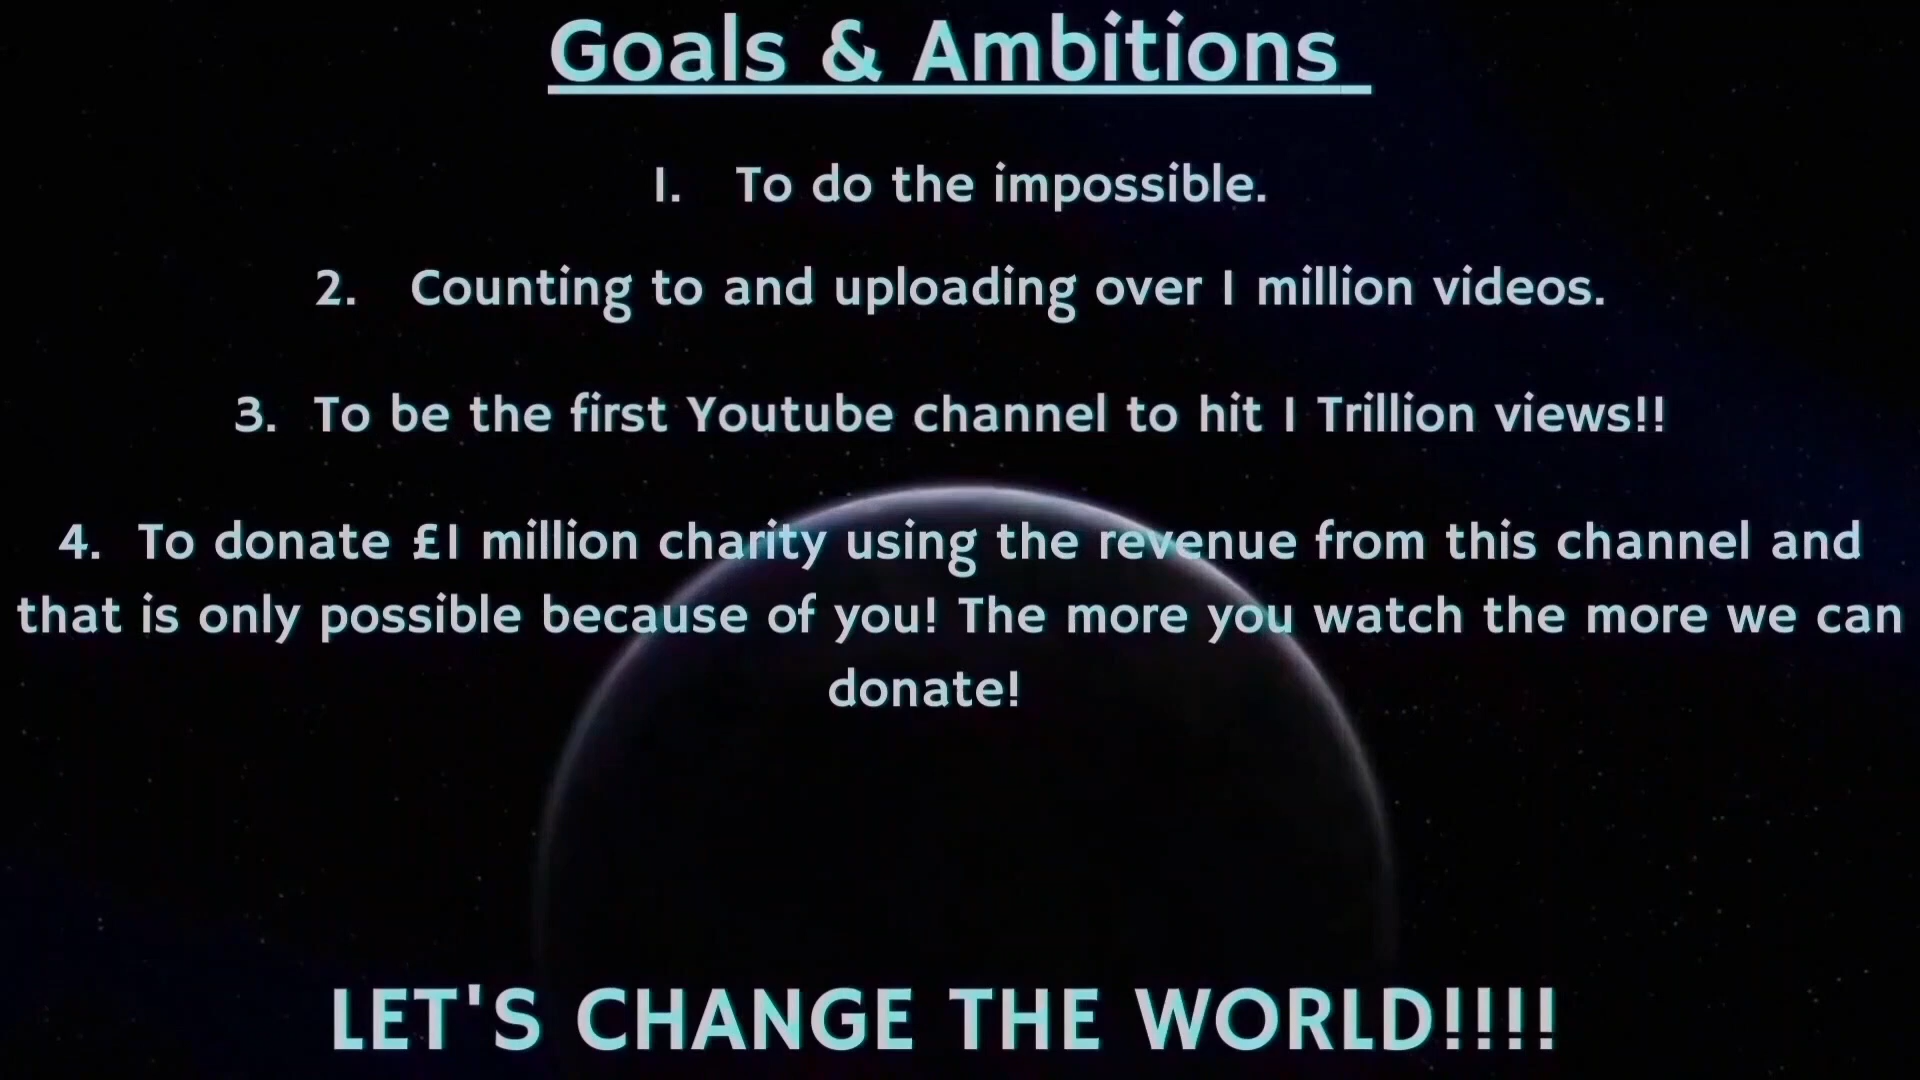 Goals & Ambitions
1. To do the impossible.
2. Counting to and uploading over 1 million videos.
3. To be the first Youtube channel to hit 1 Trillion views!!
4. To donate £1 million charity using the revenue from this channel and
that is only possible because of you! The more you watch the more we can
donate!
LET'S CHANGE THE WORLD!!!!